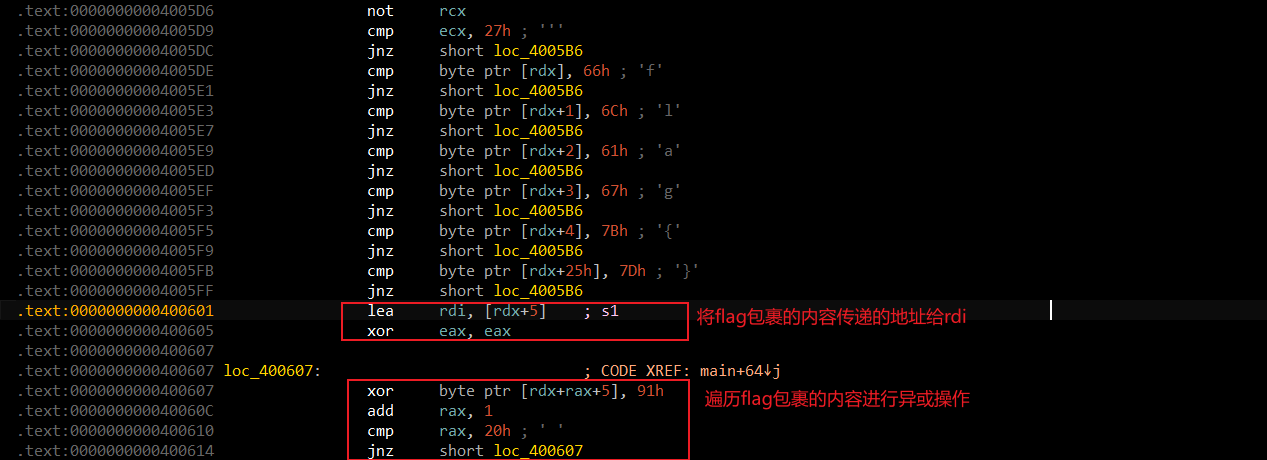 .text:00000000004005D6 not rcx
.text:00000000004005D9 cmp ecx, 27h ; '''
.text:00000000004005DC jnz short loc_4005B6
.text:00000000004005DE cmp byte ptr [rdx], 66h ; 'f'
.text:00000000004005E1 jnz short loc_4005B6
.text:00000000004005E3 cmp byte ptr [rdx+1], 6Ch ; 'l'
.text:00000000004005E7 jnz short loc_4005B6
.text:00000000004005E9 cmp byte ptr [rdx+2], 61h ; 'a'
.text:00000000004005ED jnz short loc_4005B6
.text:00000000004005EF cmp byte ptr [rdx+3], 67h ; 'g'
.text:00000000004005F3 jnz short loc_4005B6
.text:00000000004005F5 cmp byte ptr [rdx+4], 7Bh ; '{'
.text:00000000004005F9 jnz short loc_4005B6
.text:00000000004005FB cmp byte ptr [rdx+25h], 7Dh ; '}'
.text:00000000004005FF jnz short loc_4005B6
.text:0000000000400601 lea rdi, [rdx+5] ; s1 将flag包裹的内容传递的地址给rdi
.text:0000000000400605 xor eax, eax
.text:0000000000400607
.text:0000000000400607 loc_400607: ; CODE XREF: main+64↓j
.text:0000000000400607 xor byte ptr [rdx+rax+5], 91h 遍历flag包裹的内容进行异或操作
.text:000000000040060C add rax, 1
.text:0000000000400610 cmp rax, 20h ; ' '
.text:0000000000400614 jnz short loc_400607